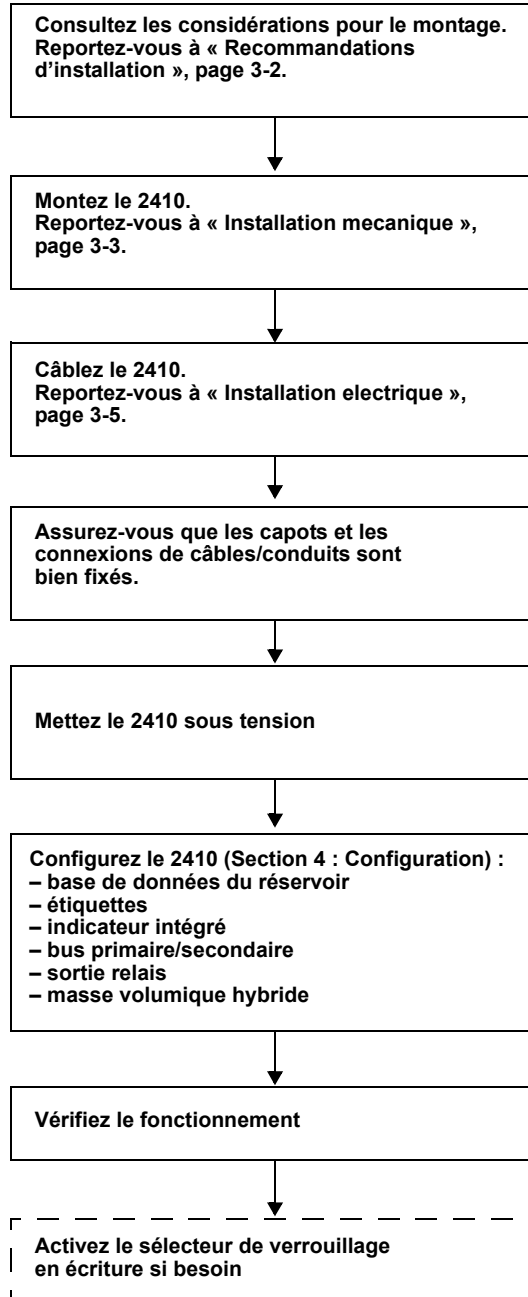 Consultez les considérations pour le montage.
Reportez-vous à « Recommandations
d’installation », page 3-2.
Montez le 2410.
Reportez-vous à « Installation mecanique »,
page 3-3.
Câblez le 2410.
Reportez-vous à « Installation electrique »,
page 3-5.
Assurez-vous que les capots et les
connexions de câbles/conduits sont
bien fixés.
Mettez le 2410 sous tension
Configurez le 2410 (Section 4 : Configuration) :
– base de données du réservoir
– étiquettes
– indicateur intégré
– bus primaire/secondaire
– sortie relais
– masse volumique hybride
Vérifiez le fonctionnement
Activez le sélecteur de verrouillage
en écriture si besoin